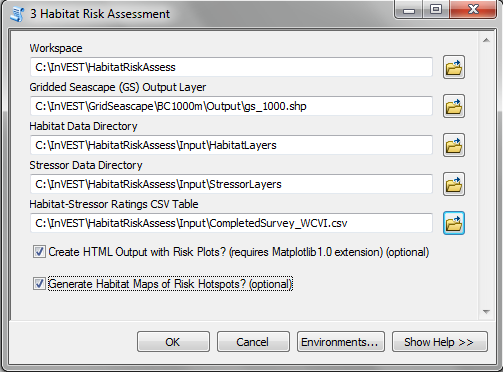 3 Habitat Risk Assessment
Workspace
C:\InVEST\HabitatRiskAssess
Gridded Seascape (GS) Output Layer
C:\InVEST\GridSeascape\BC1000m\Output\gs_1000.shp
Habitat Data Directory
C:\InVEST\HabitatRiskAssess\Input\HabitatLayers
Stressor Data Directory
C:\InVEST\HabitatRiskAssess\Input\StressorLayers
Habitat-Stressor Ratings CSV Table
C:\InVEST\HabitatRiskAssess\Input\CompletedSurvey_WCVI.csv
Create HTML Output with Risk Plots? (requires Matplotlib1.0 extension) (optional)
Generate Habitat Maps of Risk Hotspots? (optional)
OK Cancel Environments... Show Help >>